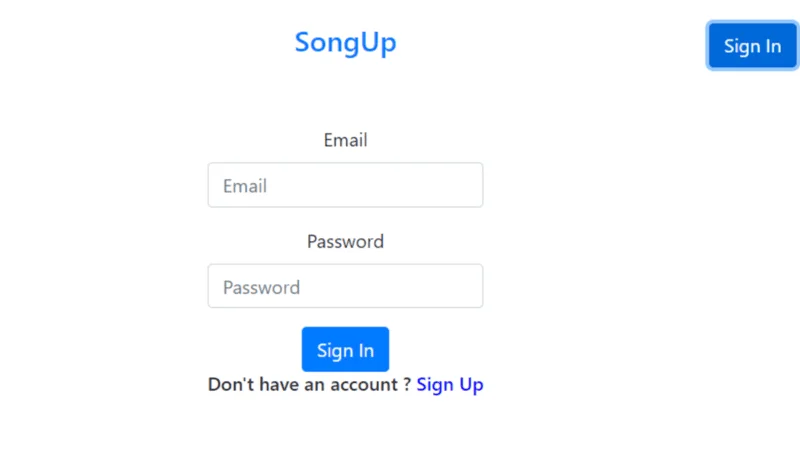 SongUp
Sign In
Email
Email
Password
Password
Sign In
Don't have an account ? Sign Up